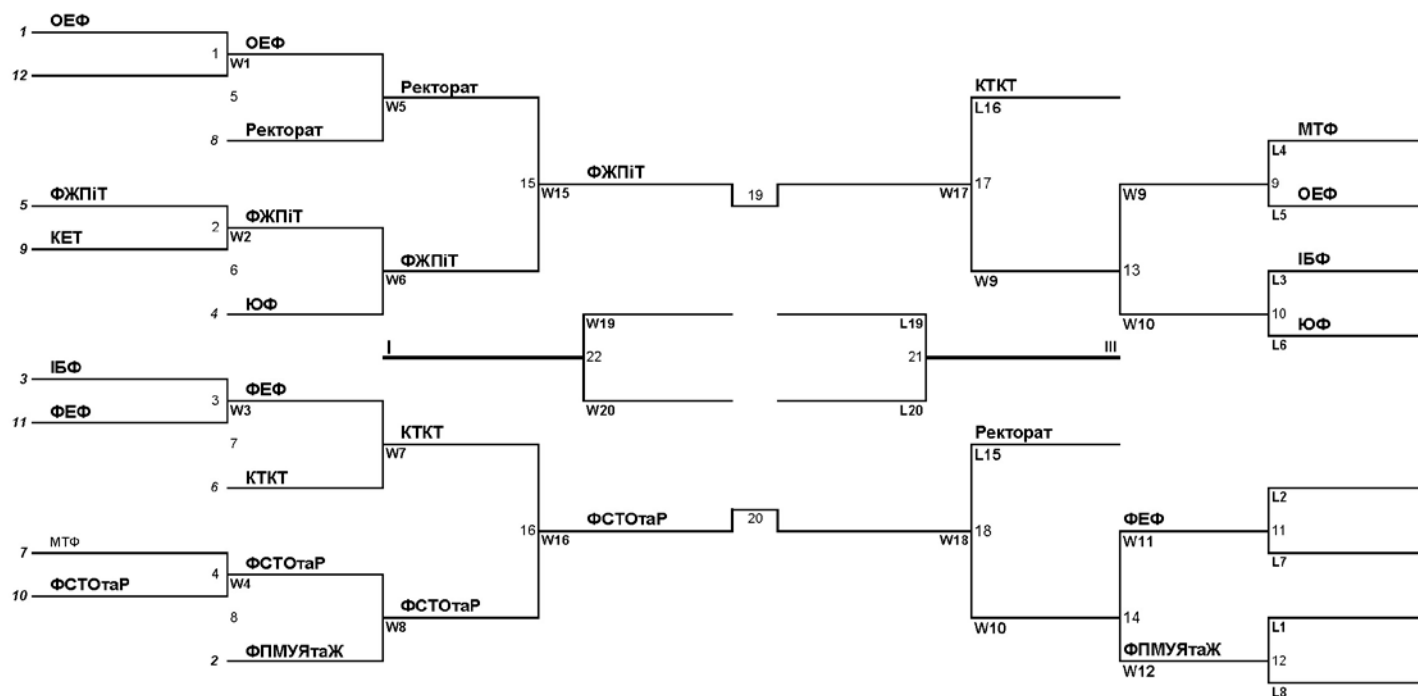 ОЕФ
1
ОЕФ
1
W1
12
5
Ректорат
W5
Ректорат
8
ФЖПіТ
5
ФЖПіТ
2
W2
КЕТ
9
6
ФЖПіТ
W6
ЮФ
4
15
ФЖПіТ
W15
19
ІБФ
3
ФЕФ
3
W3
ФЕФ
11
7
КТКТ
W7
КТКТ
6
МТФ
7
ФСТОтаР
4
W4
ФСТОтаР
10
8
ФСТОтаР
W8
ФПМУЯтаЖ
2
16
ФСТОтаР
W16
20
I
W19
22
W20
L19
21
L20
III
КТКТ
L16
W17
17
W9
W9
13
W10
МТФ
L4
9
ОЕФ
L5
ІБФ
L3
10
ЮФ
L6
Ректорат
L15
W18
18
W10
ФЕФ
W11
14
ФПМУЯтаЖ
W12
L2
11
L7
L1
12
L8